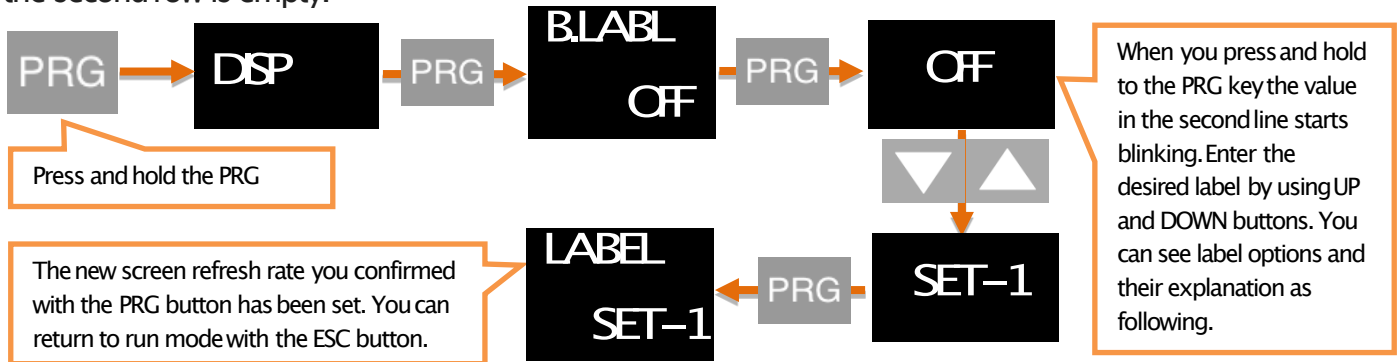 the second row is empty.
PRG
DISP
PRG
B.LABL
OFF
PRG
OFF
When you press and hold
to the PRG key the value
in the second line starts
blinking. Enter the
desired label by using UP
and DOWN buttons. You
can see label options and
their explanation as
following.
Press and hold the PRG
SET-1
PRG
LABEL
SET-1
The new screen refresh rate you confirmed
with the PRG button has been set. You can
return to run mode with the ESC button.